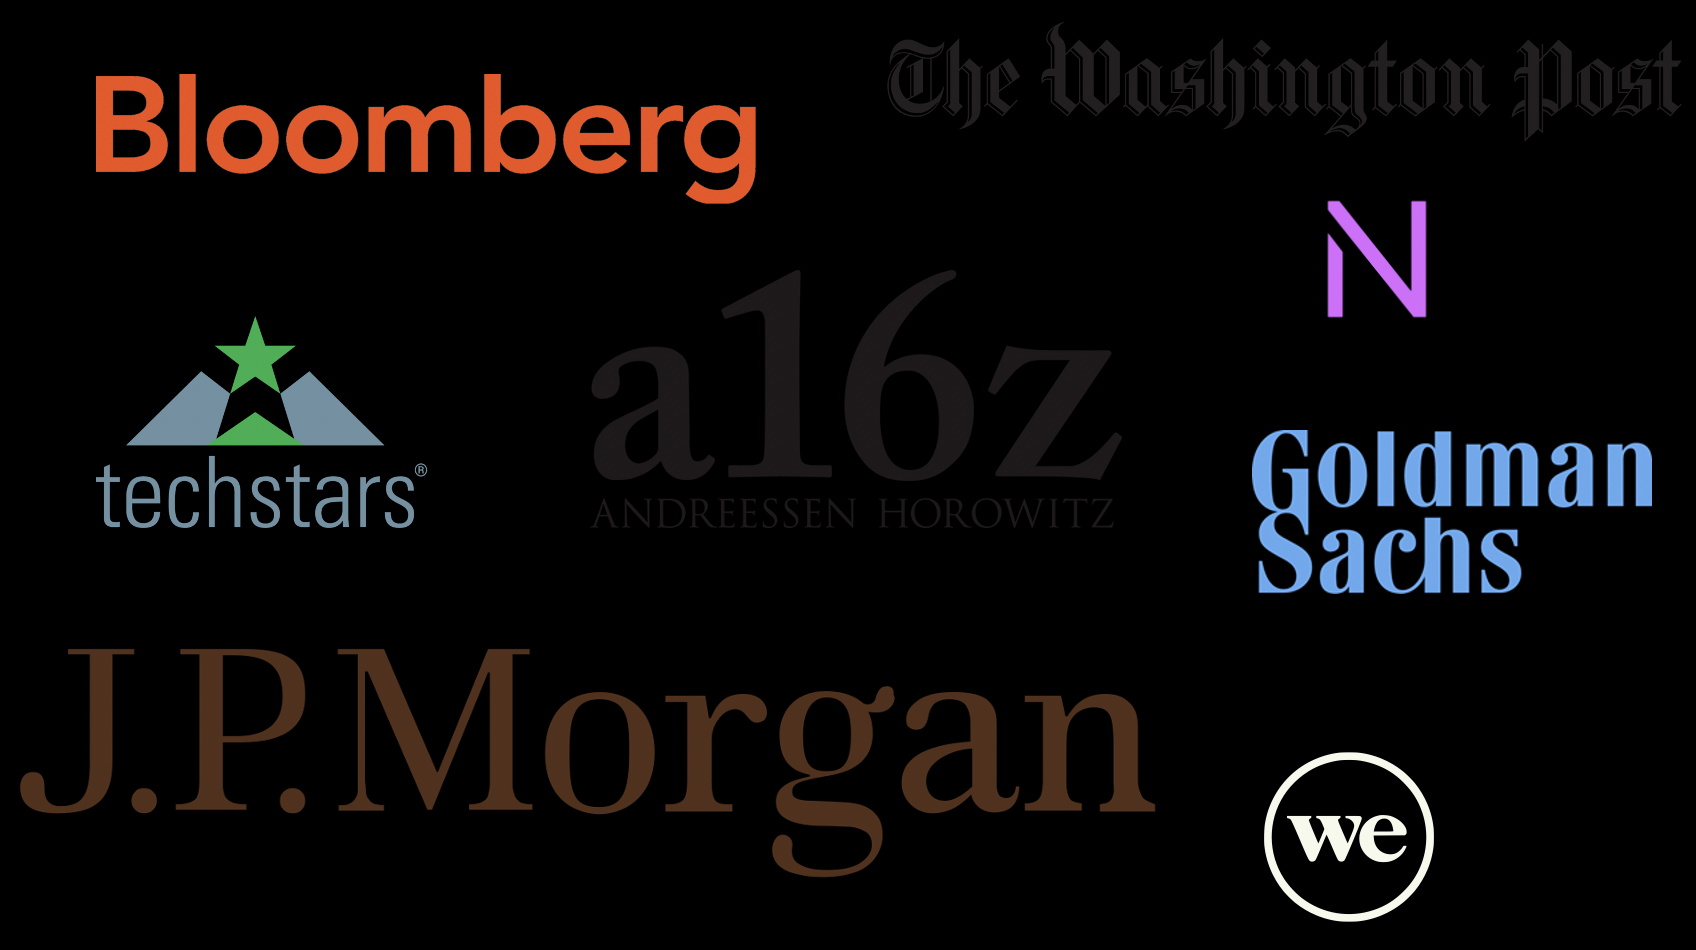 The Washington Post
Bloomberg
N
techstars®
a16z
ANDREESSEN HOROWITZ
Goldman
Sachs
J.P.Morgan
we